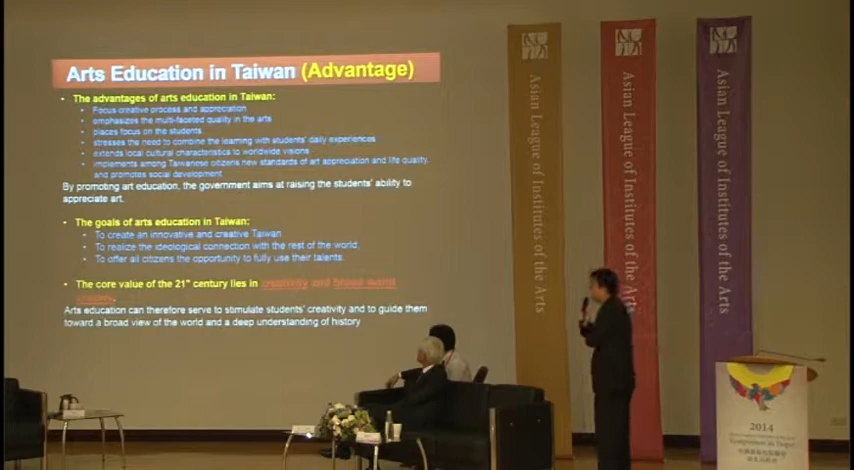 Arts Education in Taiwan (Advantage)
• The advantages of arts education in Taiwan:
• Focus creative process and appreciation
• emphasizes the multi-faceted quality in the arts
• places focus on the students
• stresses the need to combine the learning with students' daily experiences
• extends local cultural characteristics to worldwide visions
• implements among Taiwanese citizens new standards of art appreciation and life quality,
and promotes social development.
By promoting art education, the government aims at raising the students' ability to
appreciate art.
• The goals of arts education in Taiwan:
• To create an innovative and creative Taiwan
• To realize the ideological connection with the rest of the world,
• To offer all citizens the opportunity to fully use their talents.
• The core value of the 21st century lies in creativity and broad world
Arts education can therefore serve to stimulate students' creativity and to guide them
toward a broad view of the world and a deep understanding of history
Asian League of Institutes of the Arts
Asian League of Institutes of the Arts
Asian League of Institutes of the Arts
2014
Symposium in Taipei